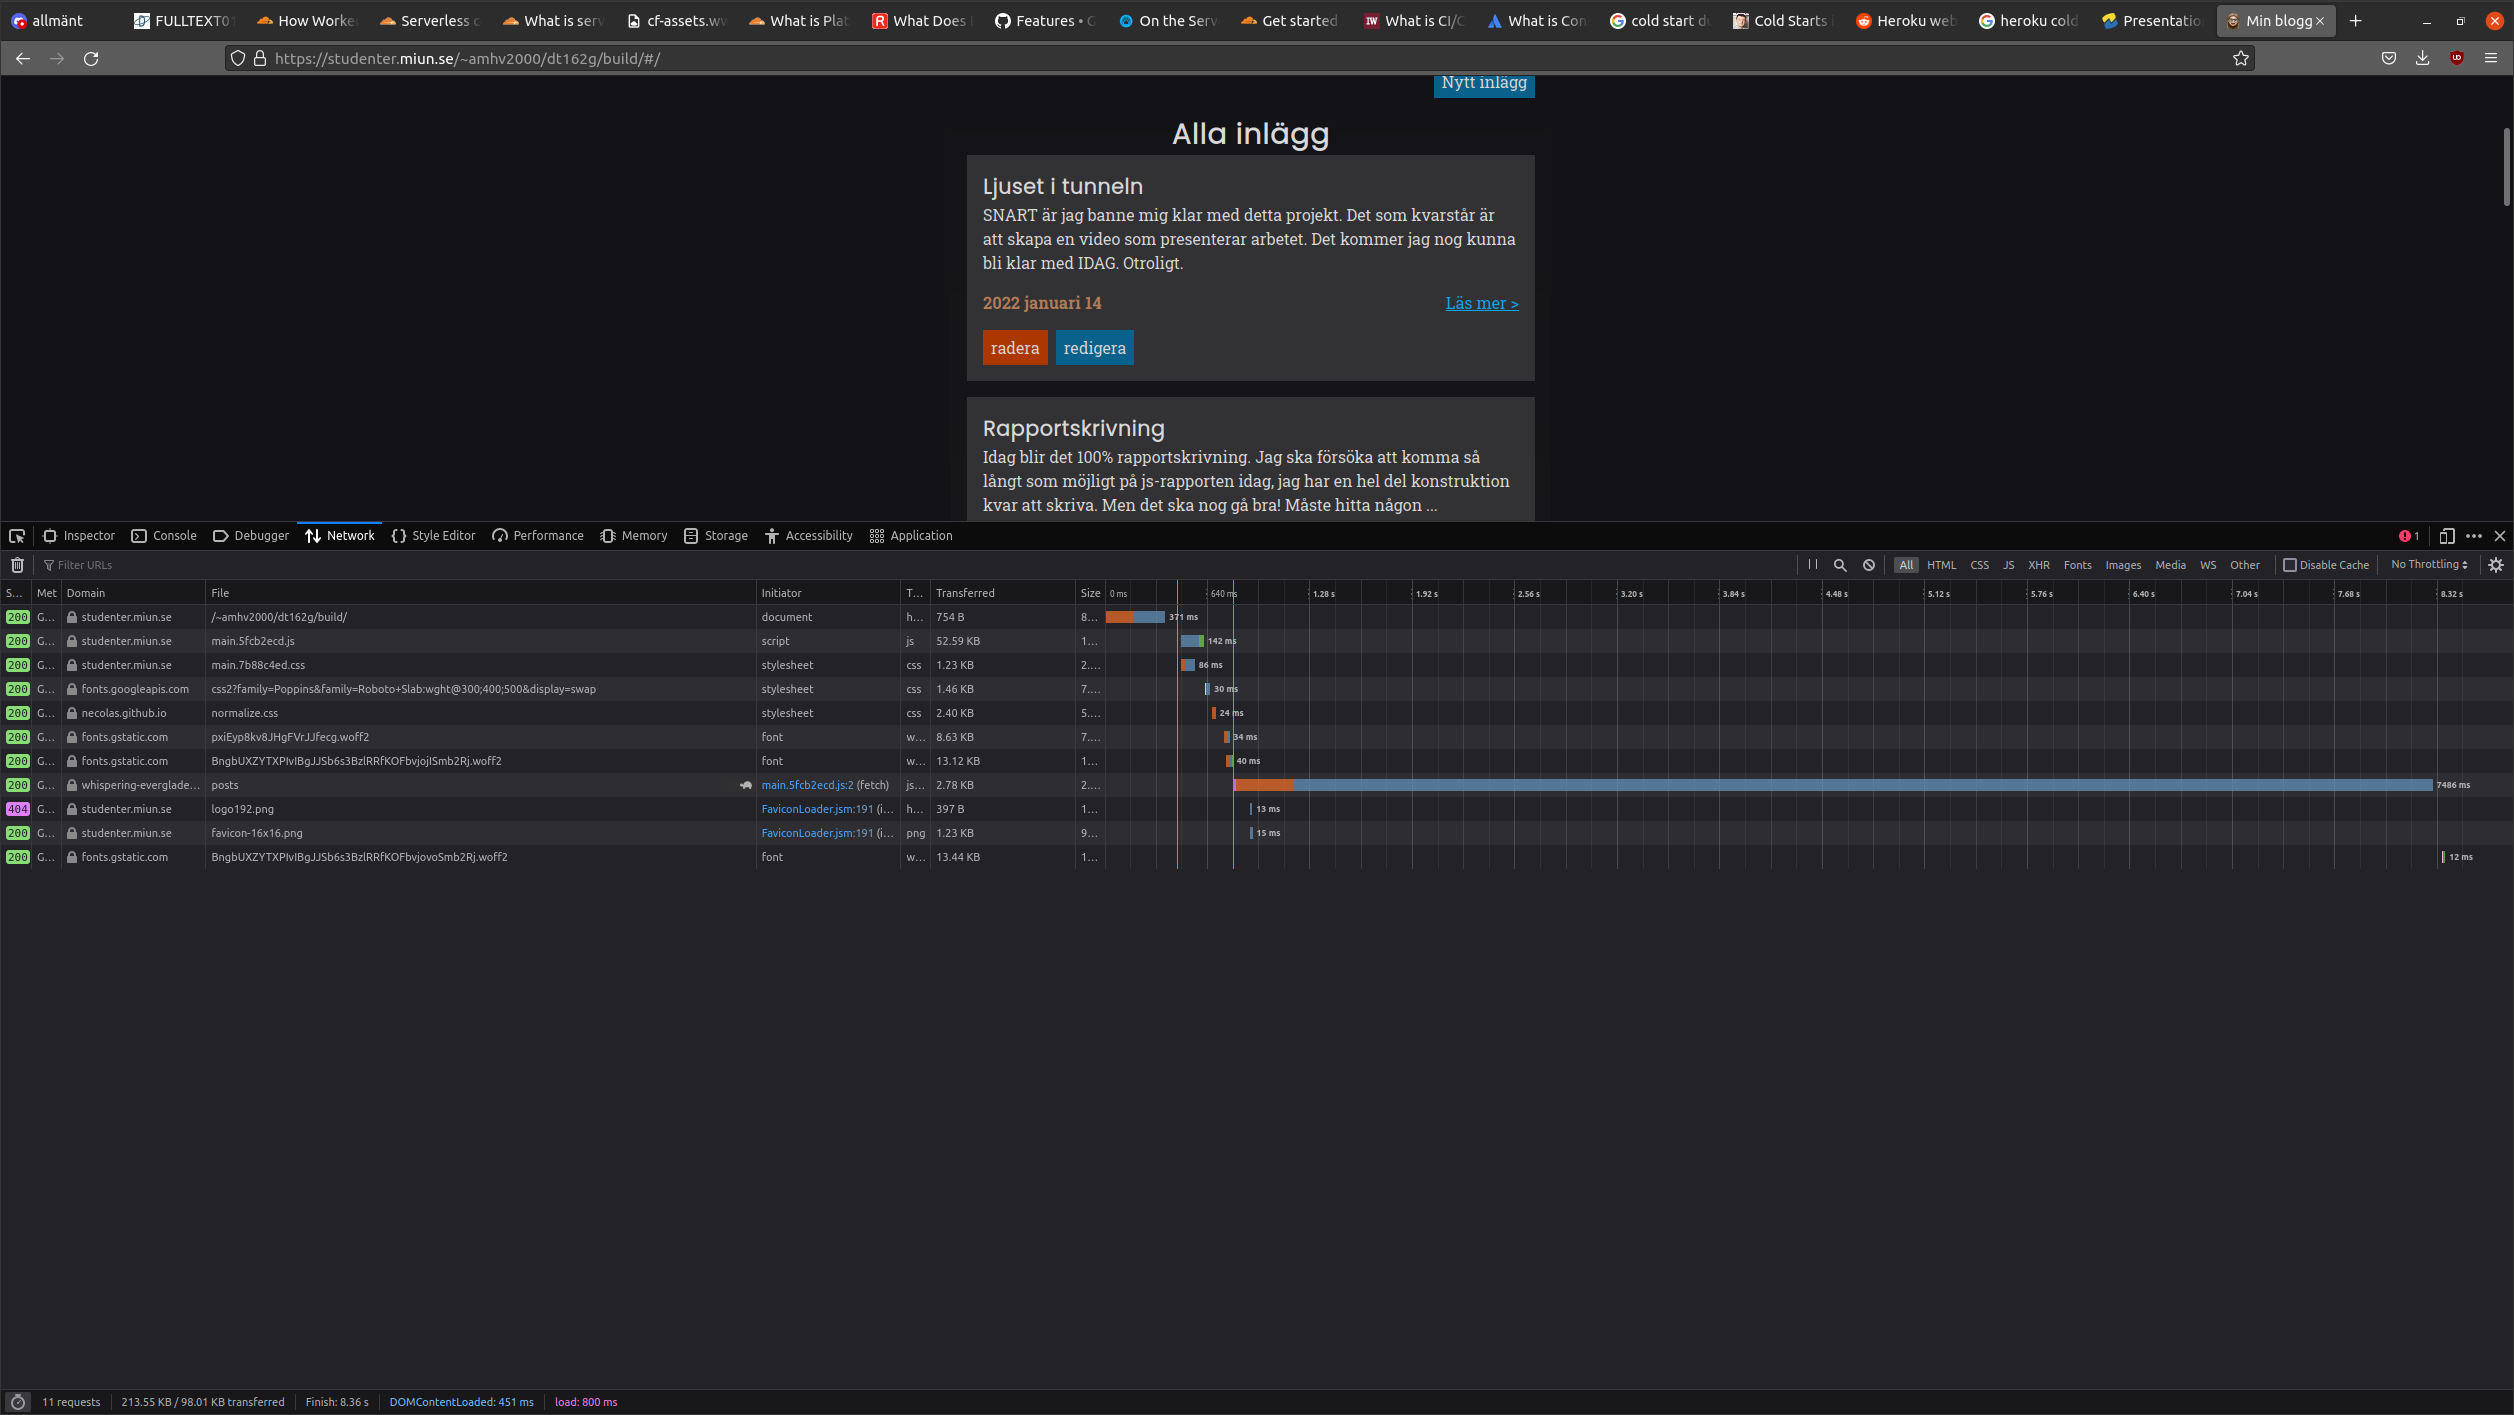 allmänt FULLTEXT01 How Worke Serverless c What is serv cf-assets.ww What is Plat What Does On the Serv Features • G Get started What is CI/C What is Con cold start du Cold Starts Heroku web heroku cold Presentatio Min blogg
https://studenter.miun.se/~amhv2000/dt162g/build/#/
Nytt inlägg
Alla inlägg
Ljuset i tunneln
SNART är jag banne mig klar med detta projekt. Det som kvarstår är
att skapa en video som presenterar arbetet. Det kommer jag nog kunna
bli klar med IDAG. Otroligt.
2022 januari 14 Läs mer >
radera redigera
Rapportskrivning
Idag blir det 100% rapportskrivning. Jag ska försöka att komma så
långt som möjligt på js-rapporten idag, jag har en hel del konstruktion
kvar att skriva. Men det ska nog gå bra! Måste hitta någon ...
Inspector Console Debugger Network Style Editor Performance Memory Storage Accessibility Application 1
Filter URLs All HTML CSS JS XHR Fonts Images Media WS Other Disable Cache No Throttling
S... Met Domain File Initiator T... Transferred Size 0 ms 640 ms 1.28 s 1.92 s 2.56 s 3.20 s 3.84 s 4.48 s 5.12 s 5.76 s 6.40 s 7.04 s 7.68 s 8.32 s
200 G... studenter.miun.se /~amhv2000/dt162g/build/ document h... 754 B 8... 371 ms
200 G... studenter.miun.se main.5fcb2ecd.js script js 52.59 KB 1... 142 ms
200 G... studenter.miun.se main.7b88c4ed.css stylesheet css 1.23 KB 2.... 86 ms
200 G... fonts.googleapis.com css2?family=Poppins&family=Roboto+Slab:wght@300;400;500&display=swap stylesheet css 1.46 KB 7.... 30 ms
200 G... necolas.github.io normalize.css stylesheet css 2.40 KB 5.... 24 ms
200 G... fonts.gstatic.com pxiEyp8kv8JHgFVrJJfecg.woff2 font w... 8.63 KB 7.... 34 ms
200 G... fonts.gstatic.com BngbUXZYTXPIvIBgJJSb6s3BzlRRfKOFbvjojISmb2Rj.woff2 font w... 13.12 KB 1... 40 ms
200 G... whispering-everglade... posts main.5fcb2ecd.js:2 (fetch) js... 2.78 KB 2.... 7486 ms
404 G... studenter.miun.se logo192.png FaviconLoader.jsm:191 (i... h... 397 B 1... 13 ms
200 G... studenter.miun.se favicon-16x16.png FaviconLoader.jsm:191 (i... png 1.23 KB 9... 15 ms
200 G... fonts.gstatic.com BngbUXZYTXPIvIBgJJSb6s3BzlRRfKOFbvjovoSmb2Rj.woff2 font w... 13.44 KB 1... 12 ms
11 requests 213.55 KB / 98.01 KB transferred Finish: 8.36 s DOMContentLoaded: 451 ms load: 800 ms